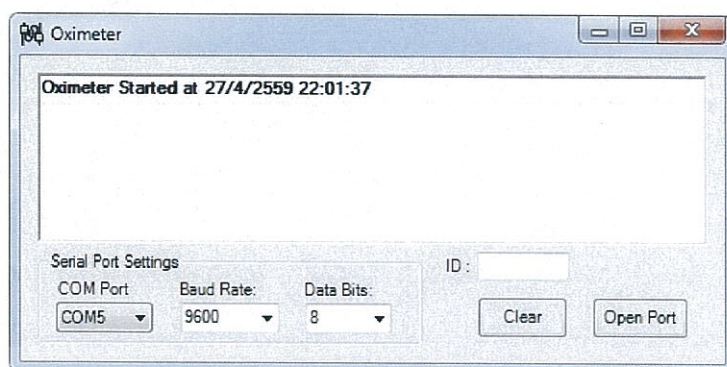 Oximeter
Oximeter Started at 27/4/2559 22:01:37
Serial Port Settings
COM Port Baud Rate: Data Bits:
COM5 9600 8
ID :
Clear Open Port